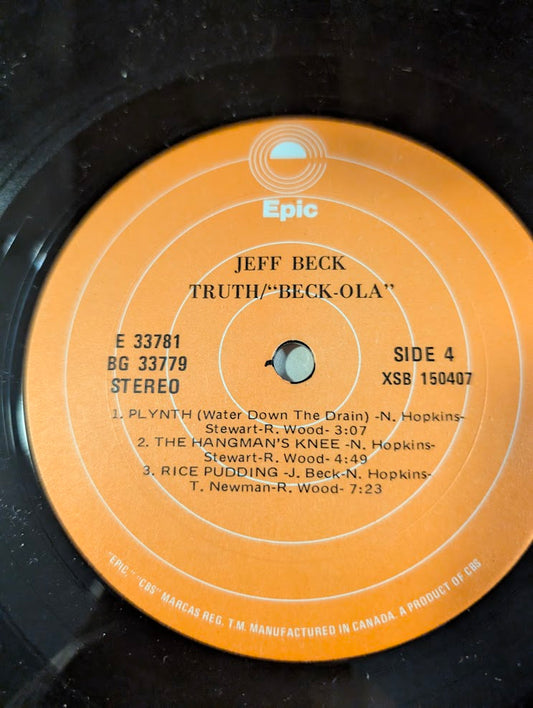 Epic
JEFF BECK
TRUTH/“BECK-OLA”
E 33781
BG 33779
STEREO
SIDE 4
XSB 150407
1. PLYNTH (Water Down The Drain) -N. Hopkins-
Stewart-R. Wood- 3:07
2. THE HANGMAN'S KNEE -N. Hopkins-
Stewart-R. Wood- 4:49
3. RICE PUDDING -J. Beck-N. Hopkins-
T. Newman-R. Wood- 7:23
"EPIC," "CBS" MARCAS REG. T.M. MANUFACTURED IN CANADA. A PRODUCT OF CBS